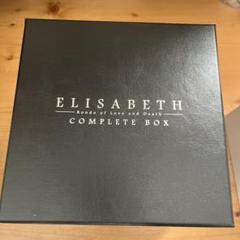 ELISABETH
Rondo of Love and Death
COMPLETE BOX